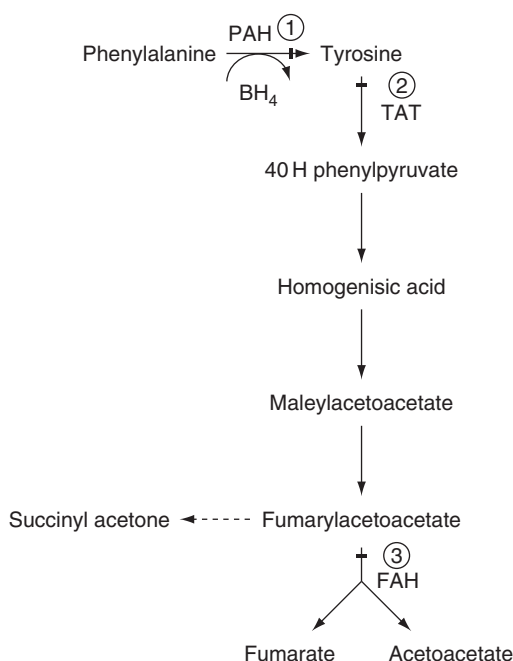 PAH ①
Phenylalanine Tyrosine
BH₄
②
TAT
40 H phenylpyruvate
Homogenisic acid
Maleylacetoacetate
Succinyl acetone Fumarylacetoacetate
③
FAH
Fumarate Acetoacetate